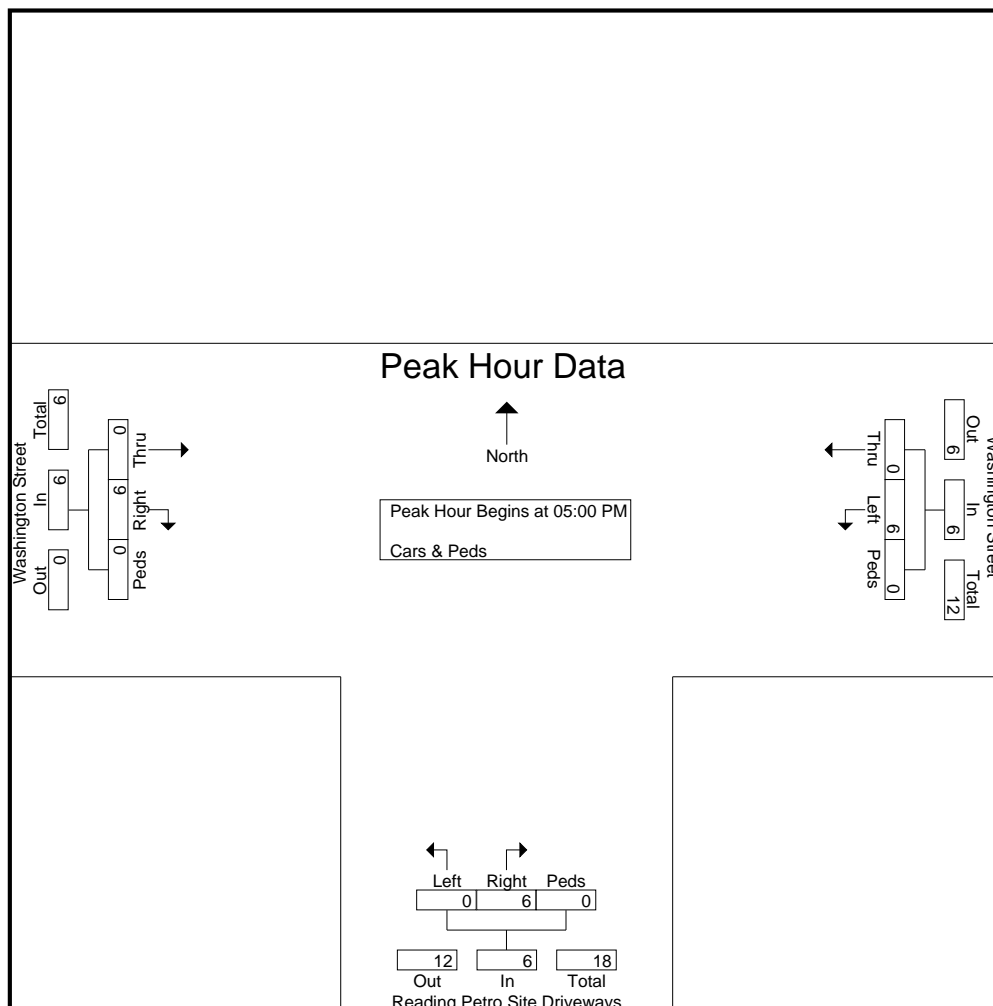 Peak Hour Data
North
Peak Hour Begins at 05:00 PM
Cars & Peds
Washington Street
Out In Total
0 6 6
0 6 0
Peds Right Thru
Washington Street
Out In Total
6 6 12
0 6 0
Thru Left Peds
Left Right Peds
0 6 0
12 6 18
Out In Total
Reading Petro Site Driveways